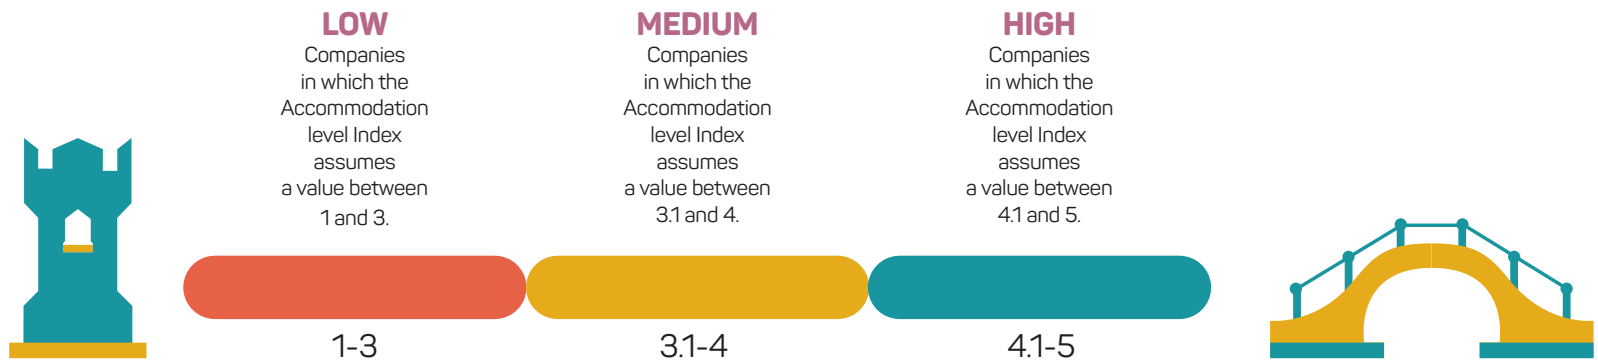 LOW
Companies
in which the
Accommodation
level Index
assumes
a value between
1 and 3.
MEDIUM
Companies
in which the
Accommodation
level Index
assumes
a value between
3.1 and 4.
HIGH
Companies
in which the
Accommodation
level Index
assumes
a value between
4.1 and 5.
1-3
3.1-4
4.1-5